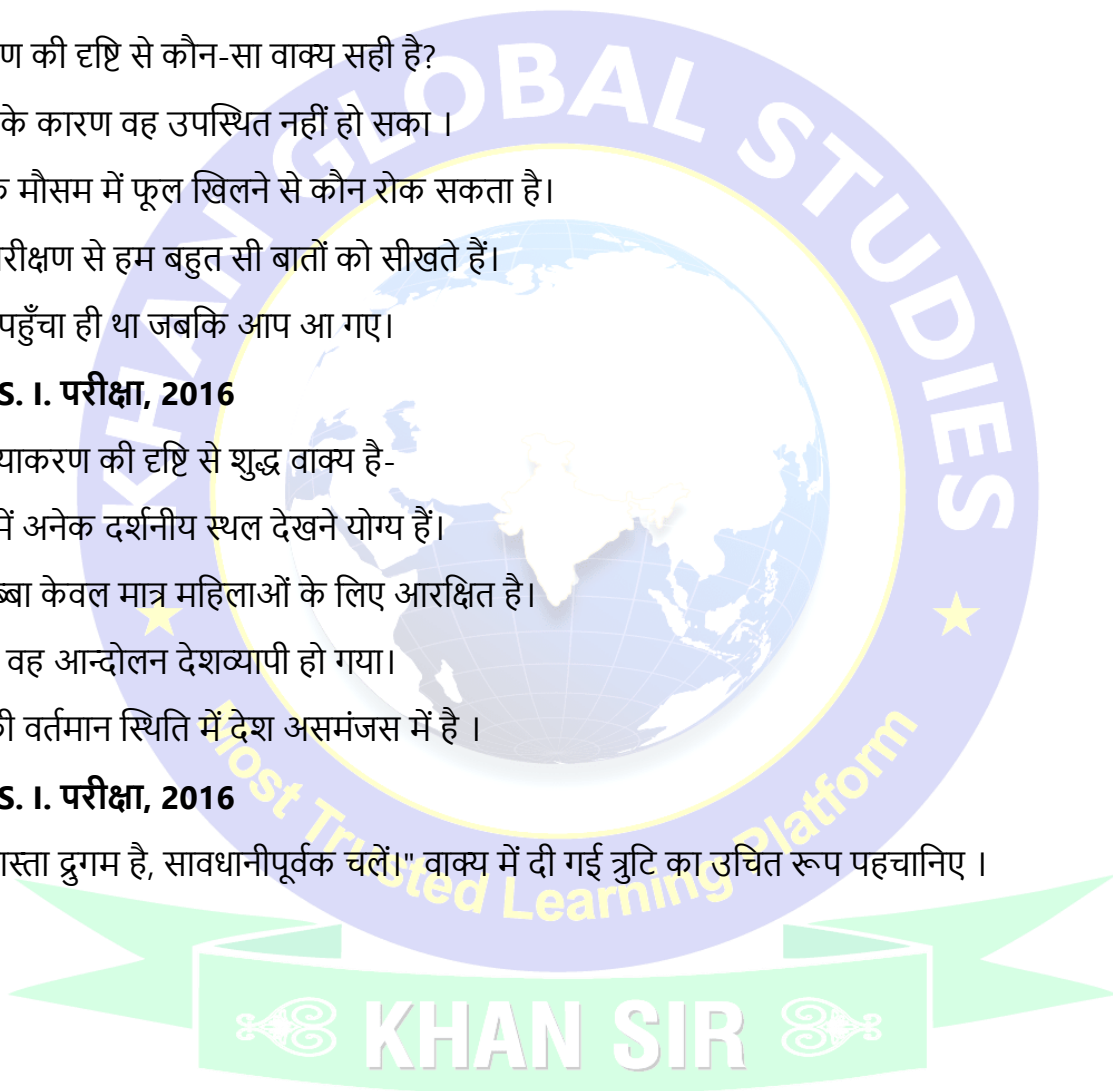 ण की दृष्टि से कौन-सा वाक्य सही है?
के कारण वह उपस्थित नहीं हो सका ।
क मौसम में फूल खिलने से कौन रोक सकता है।
परीक्षण से हम बहुत सी बातों को सीखते हैं।
पहुँचा ही था जबकि आप आ गए।
S. I. परीक्षा, 2016
याकरण की दृष्टि से शुद्ध वाक्य है-
में अनेक दर्शनीय स्थल देखने योग्य हैं।
ब्बा केवल मात्र महिलाओं के लिए आरक्षित है।
वह आन्दोलन देशव्यापी हो गया।
की वर्तमान स्थिति में देश असमंजस में है ।
S. I. परीक्षा, 2016
ास्ता द्रुगम है, सावधानीपूर्वक चलें।" वाक्य में दी गई त्रुटि का उचित रूप पहचानिए ।
KHAN GLOBAL STUDIES
Most Trusted Learning Platform
KHAN SIR